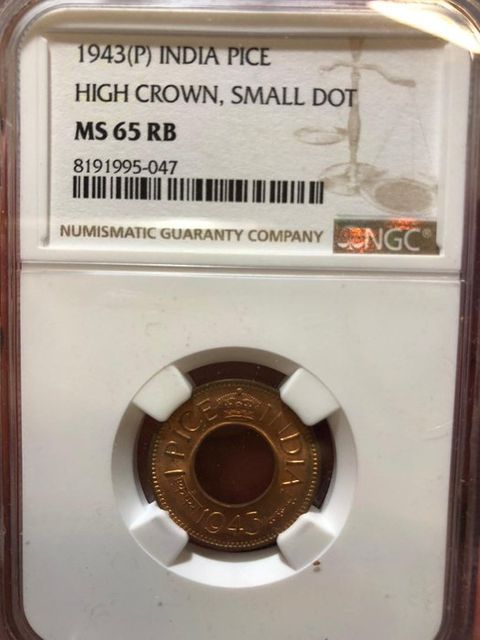 1943(P) INDIA PICE
HIGH CROWN, SMALL DOT
MS 65 RB
8191995-047
NUMISMATIC GUARANTY COMPANY
NGC®
1 PICE INDIA
1943